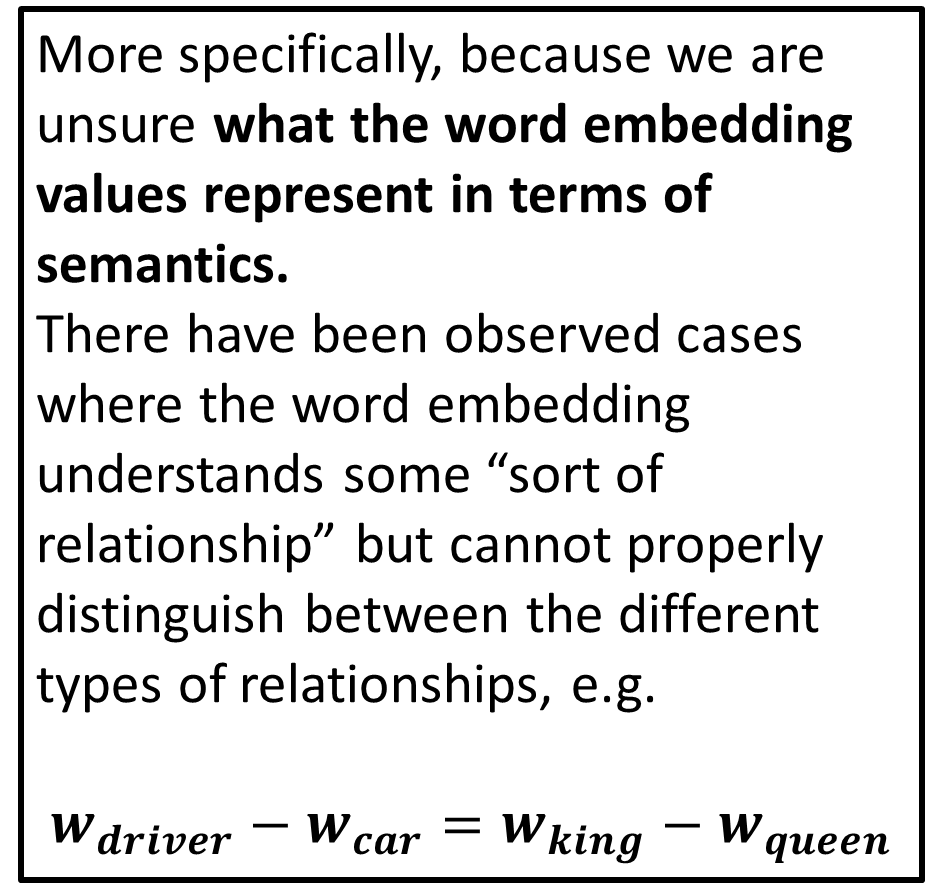 More specifically, because we are
unsure what the word embedding
values represent in terms of
semantics.
There have been observed cases
where the word embedding
understands some “sort of
relationship” but cannot properly
distinguish between the different
types of relationships, e.g.
w_driver − w_car = w_king − w_queen